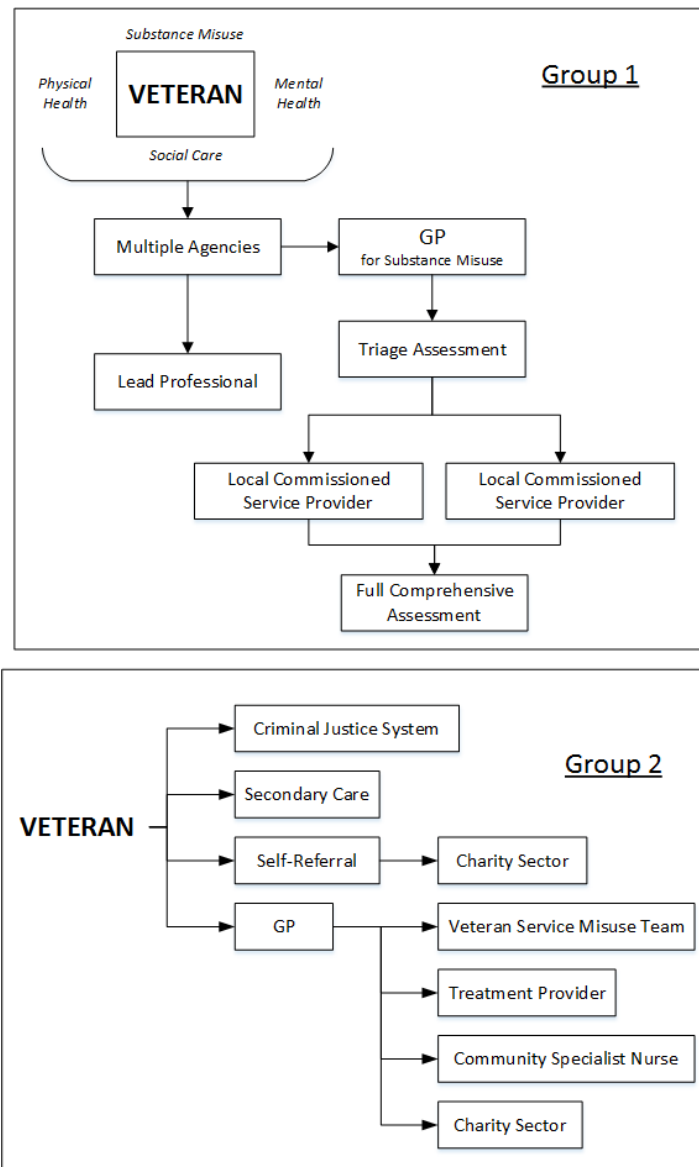 Substance Misuse
Group 1
Physical
Health
VETERAN
Mental
Health
Social Care
Multiple Agencies
GP
for Substance Misuse
Lead Professional
Triage Assessment
Local Commissioned
Service Provider
Local Commissioned
Service Provider
Full Comprehensive
Assessment
Group 2
VETERAN
Criminal Justice System
Secondary Care
Self-Referral
Charity Sector
GP
Veteran Service Misuse Team
Treatment Provider
Community Specialist Nurse
Charity Sector